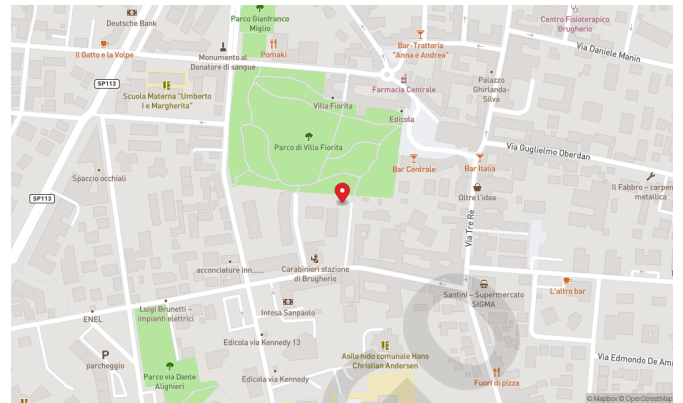 Parco Gianfranco
Miglio
Deutsche Bank
Centro Fisioterapico
Brugherio
Il Gatto e la Volpe
Monumento al
Donatore di sangue
Pomaki
Bar-Trattoria
"Anna e Andrea"
Via Daniele Manin
SP113
Scuola Materna "Umberto
I e Margherita"
Farmacia Centrale
Palazzo
Ghirlanda-
Silva
Villa Fiorita
Edicola
Parco di Villa Fiorita
Via Guglielmo Oberdan
Bar Centrale
Bar Italia
Spaccio occhiali
Il Fabbro - carpen
metallica
SP113
Oltre l'idea
Via Tre Re
acconciature inn......
Carabinieri stazione
di Brugherio
Santini – Supermercato
SIGMA
L'altro bar
ENEL
Luigi Brunetti –
impianti elettrici
Intesa Sanpaolo
Edicola via Kennedy 13
P
parcheggio
Asilo nido comunale Hans
Christian Andersen
Via Edmondo De Ami
Parco via Dante
Alighieri
Edicola via Kennedy
Fuori di pizza
© Mapbox © OpenStreetMap